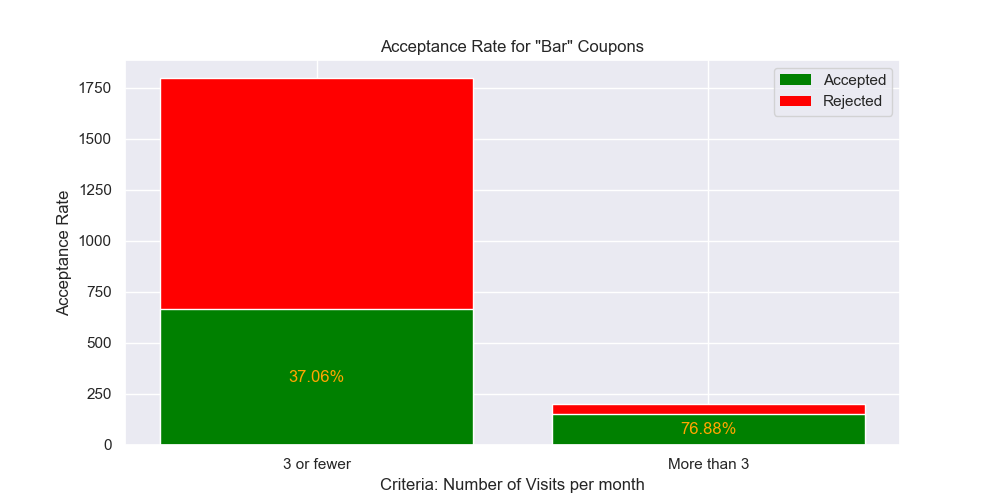 Acceptance Rate for "Bar" Coupons
Accepted
Rejected
Acceptance Rate
1750
1500
1250
1000
750
500
250
0
37.06%
76.88%
3 or fewer
More than 3
Criteria: Number of Visits per month